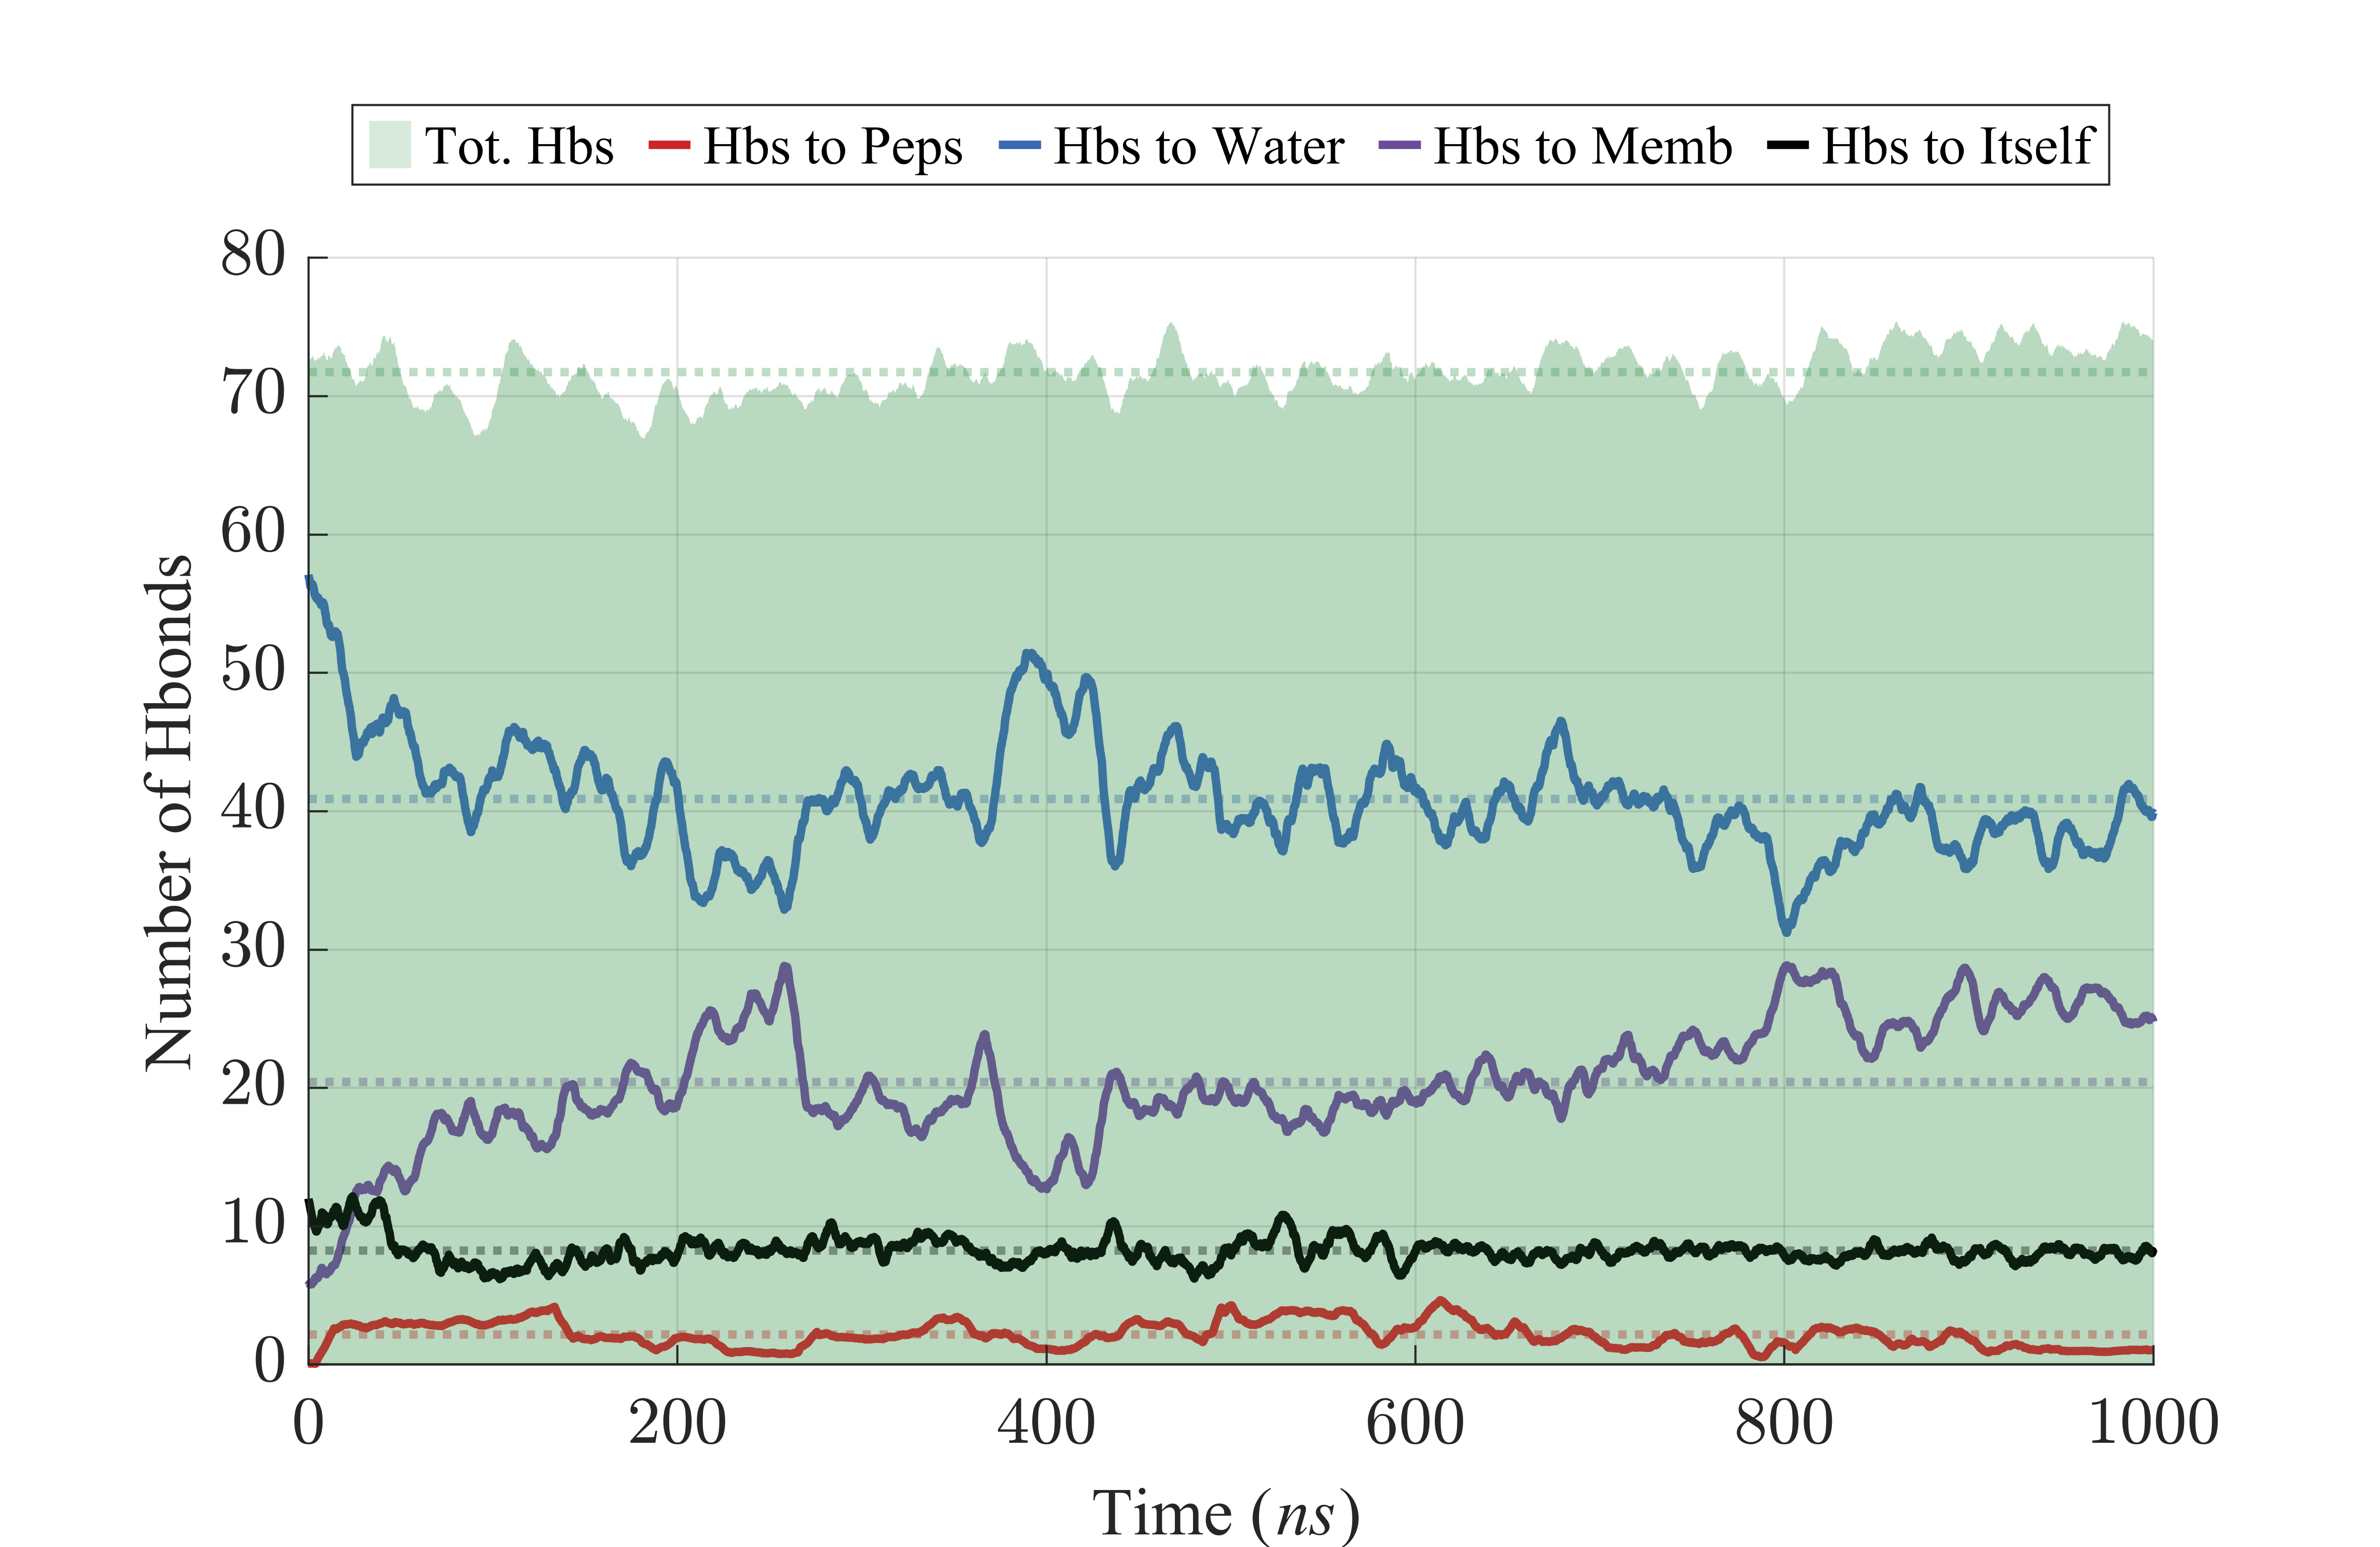 Tot. Hbs Hbs to Peps Hbs to Water Hbs to Memb Hbs to Itself
80
70
60
50
40
30
20
10
0
Number of Hbonds
0 200 400 600 800 1000
Time (ns)